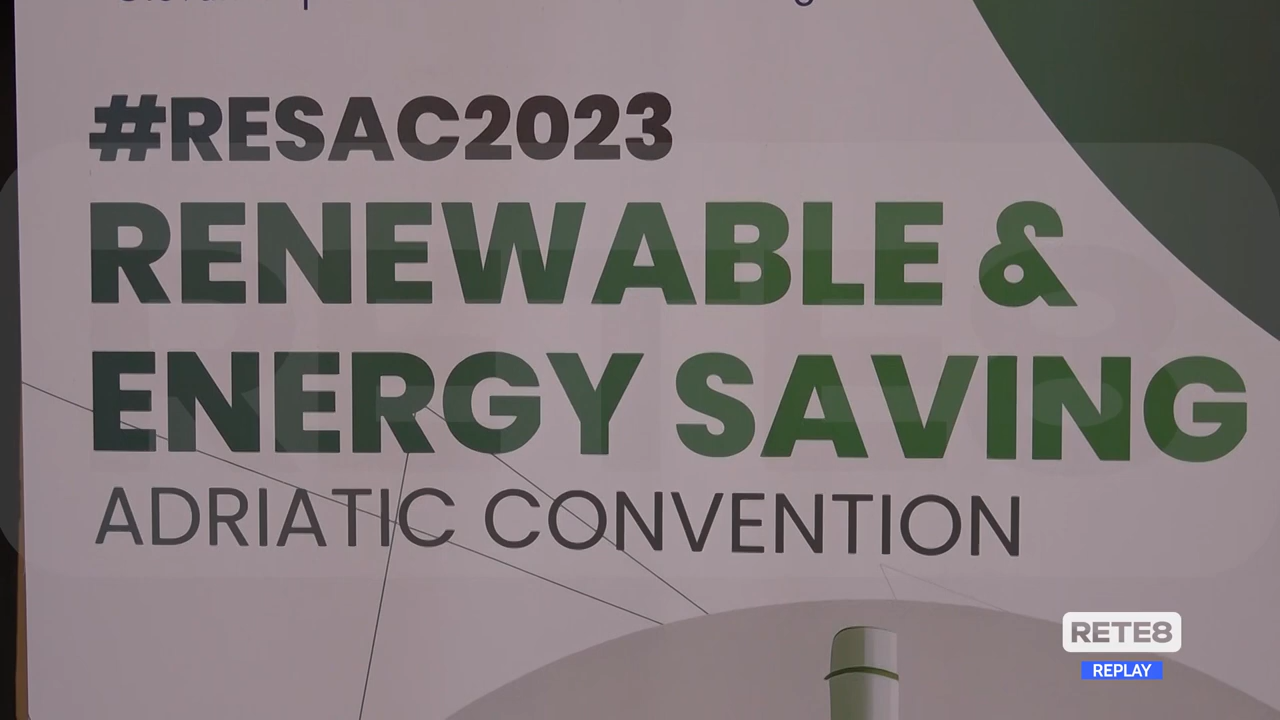 #RESAC2023
RENEWABLE &
ENERGY SAVING
ADRIATIC CONVENTION
RETE8
REPLAY